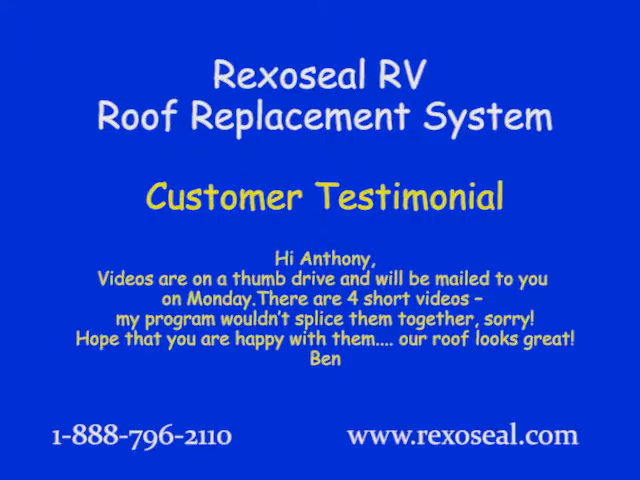 Rexoseal RV
Roof Replacement System
Customer Testimonial
Hi Anthony,
Videos are on a thumb drive and will be mailed to you
on Monday.There are 4 short videos –
my program wouldn't splice them together, sorry!
Hope that you are happy with them.... our roof looks great!
Ben
1-888-796-2110 www.rexoseal.com